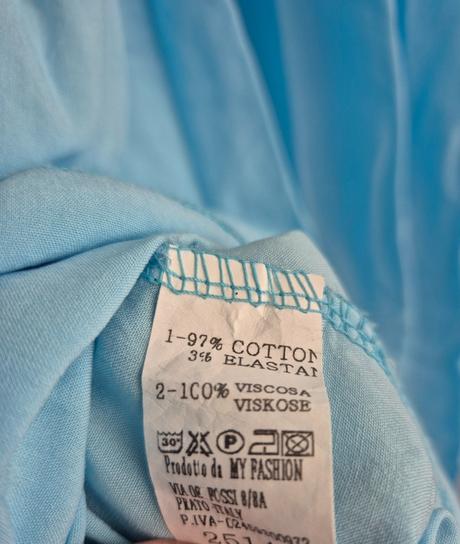 1-97% COTTON
3% ELASTAN
2-100% VISCOSA
VISKOSE
30°
P
Prodotto da MY FASHION
PRATO ITALY